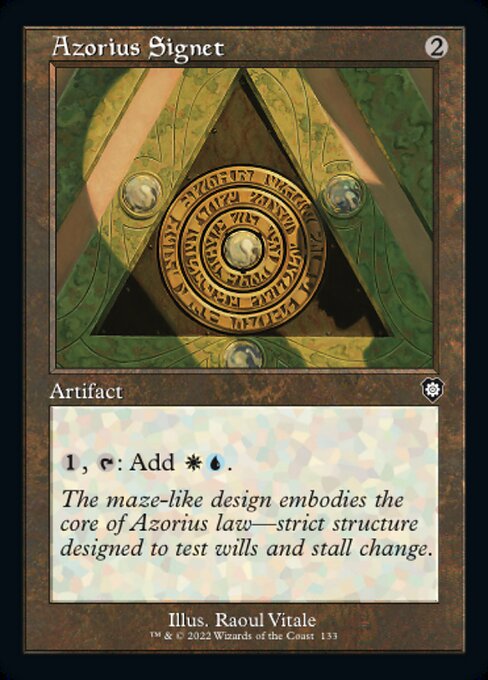 Azorius Signet 2
Artifact
1, : Add .
The maze-like design embodies the
core of Azorius law—strict structure
designed to test wills and stall change.
Illus. Raoul Vitale
™ & © 2022 Wizards of the Coast 133